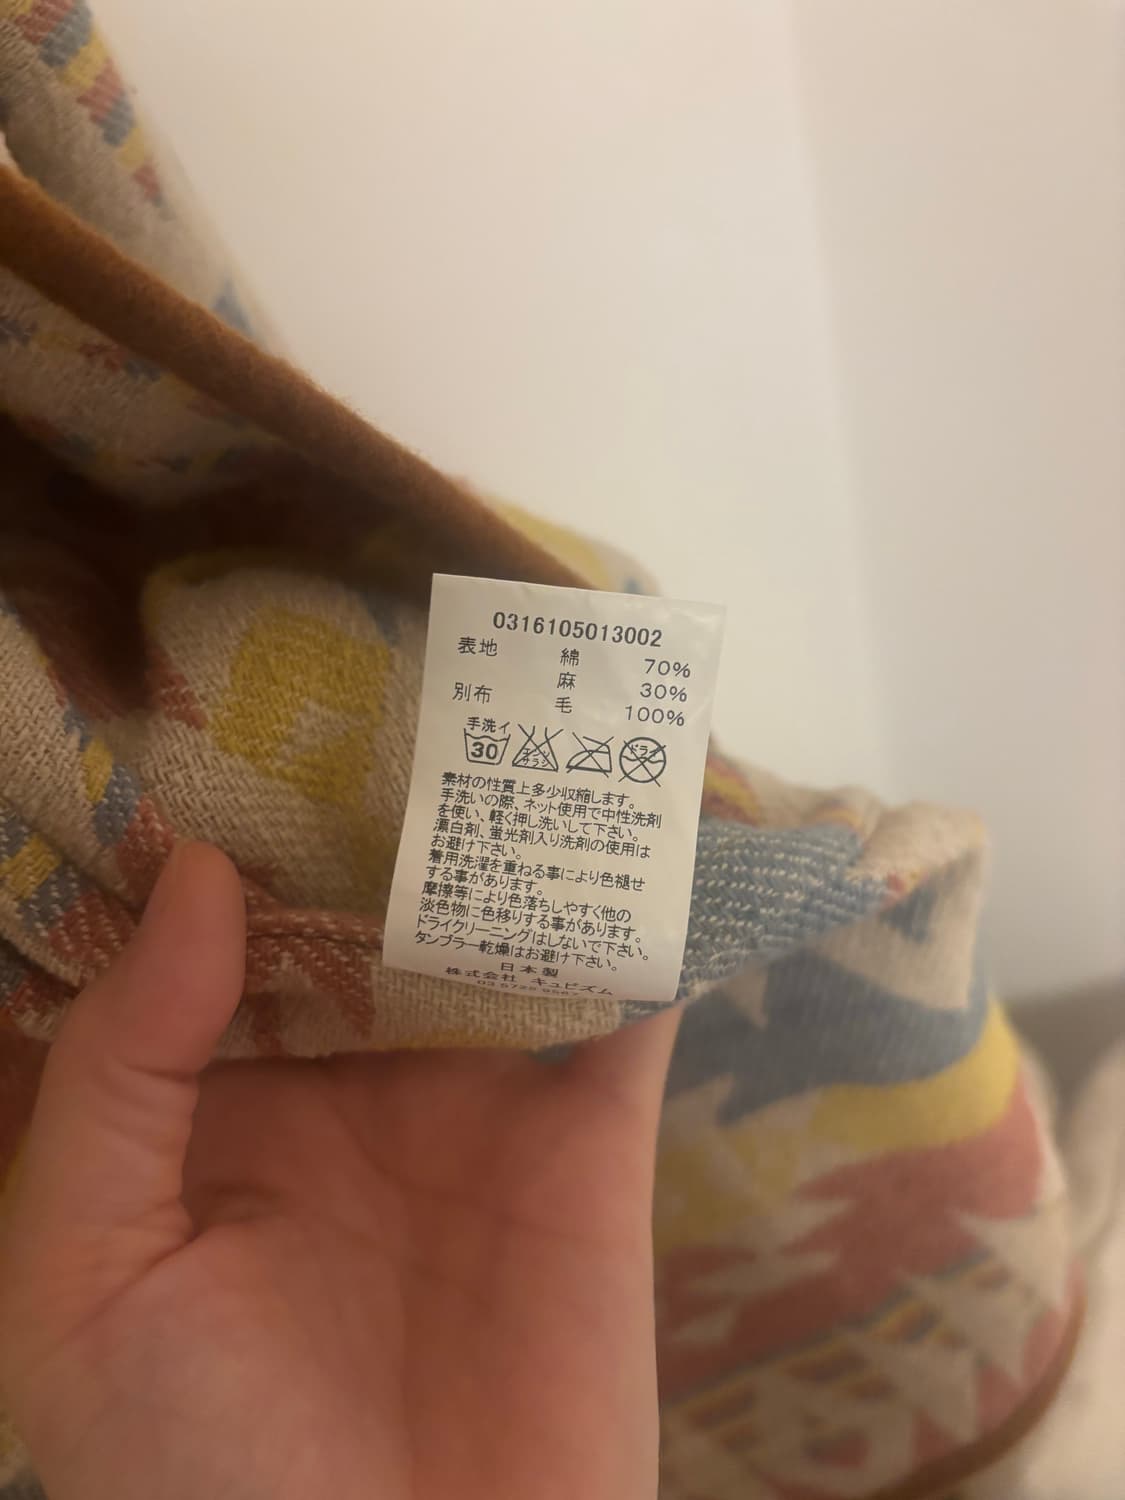 0316105013002
表地 綿 70%
麻 30%
別布 毛 100%
手洗イ
30
エンソサラシ
ドライ
素材の性質上多少収縮します。
手洗いの際、ネット使用で中性洗剤
を使い、軽く押し洗いして下さい。
漂白剤、蛍光剤入り洗剤の使用は
お避け下さい。
着用洗濯を重ねる事により色褪せ
する事があります。
摩擦等により色落ちしやすく他の
淡色物に色移りする事があります。
ドライクリーニングはしないで下さい。
タンブラー乾燥はお避け下さい。
日本製
株式会社 キュビズム